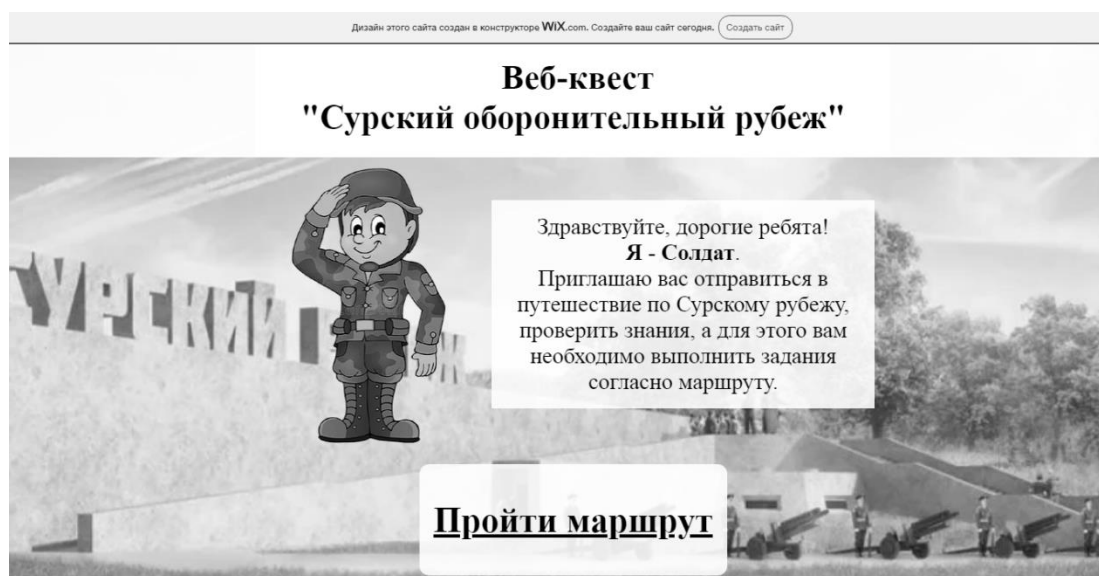 Дизайн этого сайта создан в конструкторе WiX.com. Создайте ваш сайт сегодня. Создать сайт
Веб-квест
"Сурский оборонительный рубеж"
Здравствуйте, дорогие ребята!
Я - Солдат.
Приглашаю вас отправиться в
путешествие по Сурскому рубежу,
проверить знания, а для этого вам
необходимо выполнить задания
согласно маршруту.
СУРСКИЙ
Пройти маршрут